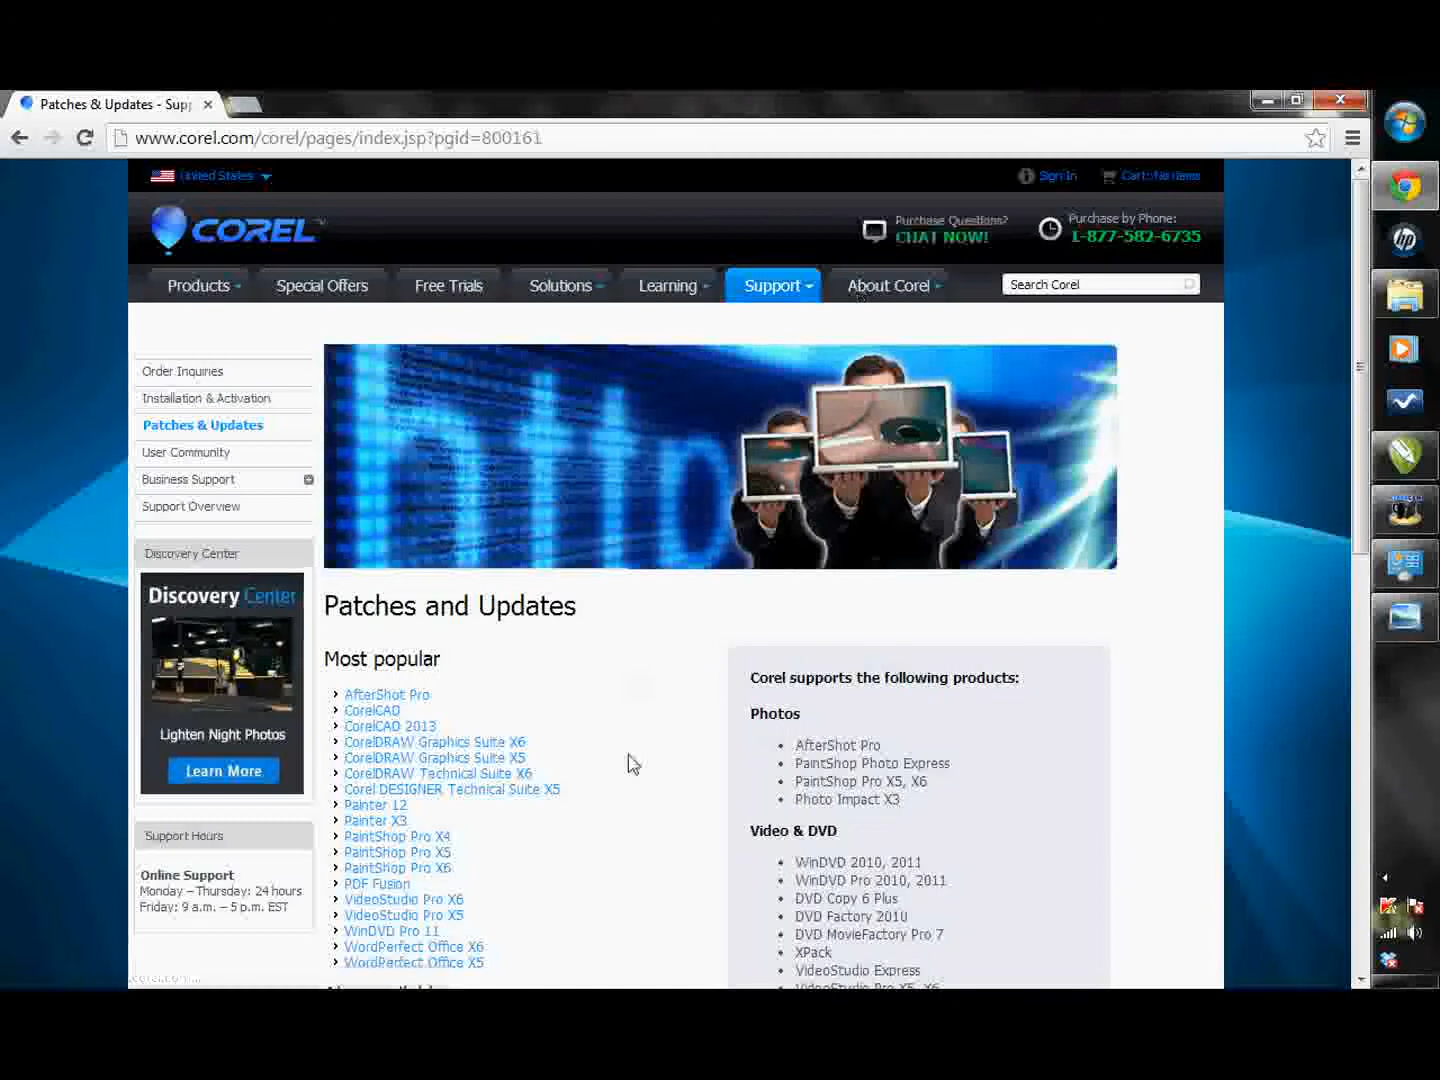 Patches & Updates - Supp
www.corel.com/corel/pages/index.jsp?pgid=800161
United States
Sign In
Cart: No items
COREL
Purchase Questions?
CHAT NOW!
Purchase by Phone:
1-877-582-6735
Products
Special Offers
Free Trials
Solutions
Learning
Support
About Corel
Search Corel
Order Inquiries
Installation & Activation
Patches & Updates
User Community
Business Support
Support Overview
Discovery Center
Discovery Center
Lighten Night Photos
Learn More
Support Hours
Online Support
Monday – Thursday: 24 hours
Friday: 9 a.m. – 5 p.m. EST
Patches and Updates
Most popular
AfterShot Pro
CorelCAD
CorelCAD 2013
CorelDRAW Graphics Suite X6
CorelDRAW Graphics Suite X5
CorelDRAW Technical Suite X6
Corel DESIGNER Technical Suite X5
Painter 12
Painter X3
PaintShop Pro X4
PaintShop Pro X5
PaintShop Pro X6
PDF Fusion
VideoStudio Pro X6
VideoStudio Pro X5
WinDVD Pro 11
WordPerfect Office X6
WordPerfect Office X5
Corel supports the following products:
Photos
AfterShot Pro
PaintShop Photo Express
PaintShop Pro X5, X6
Photo Impact X3
Video & DVD
WinDVD 2010, 2011
WinDVD Pro 2010, 2011
DVD Copy 6 Plus
DVD Factory 2010
DVD MovieFactory Pro 7
XPack
VideoStudio Express
VideoStudio Pro X5, X6
hp